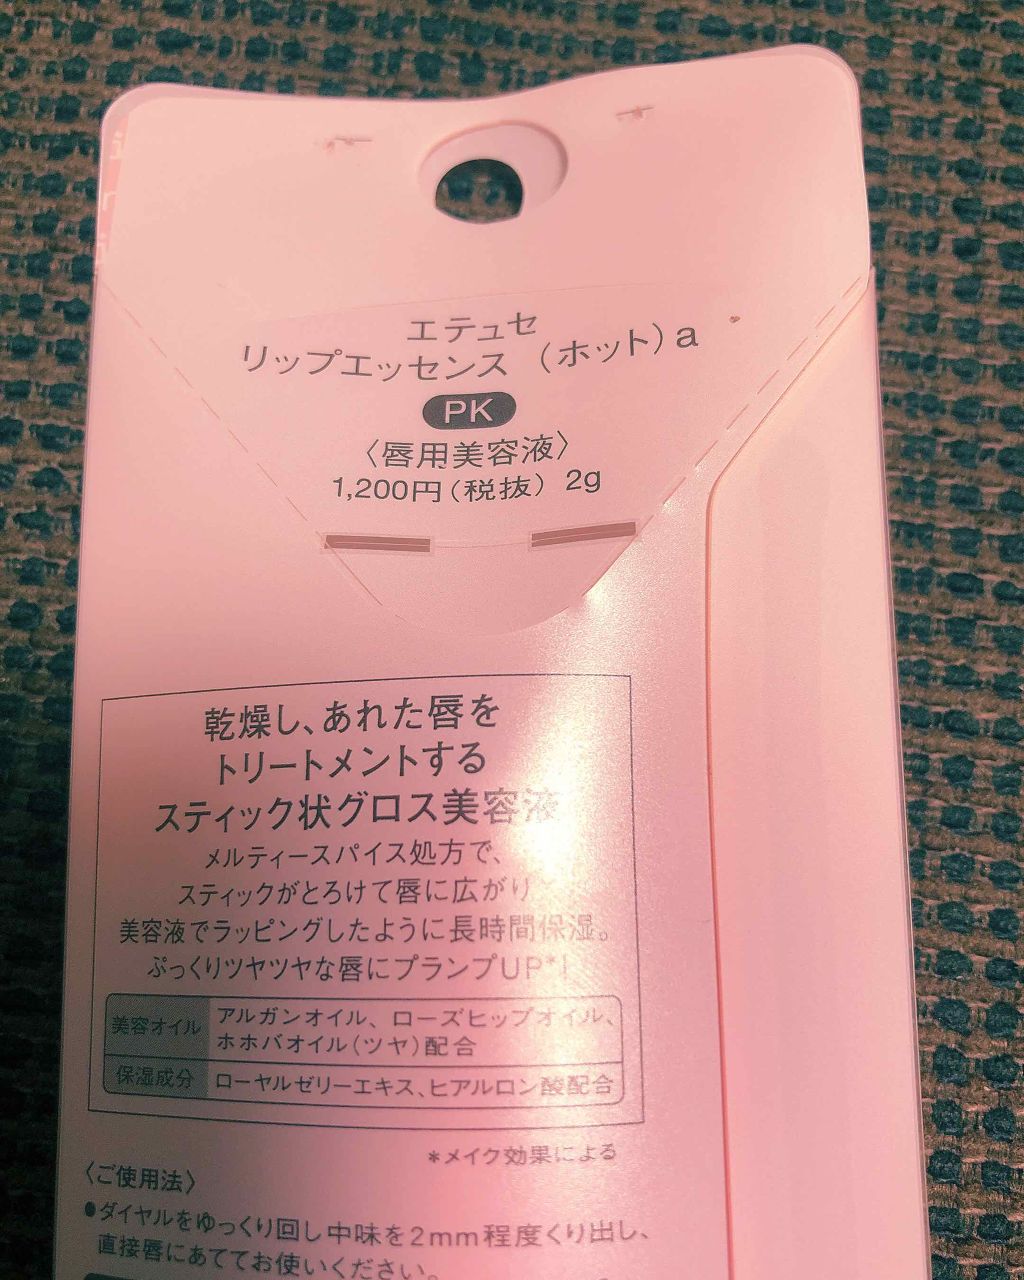 エテュセ
リップエッセンス（ホット）a
PK
〈唇用美容液〉
1,200円（税抜） 2g
乾燥し、あれた唇を
トリートメントする
スティック状グロス美容液
メルティースパイス処方で、
スティックがとろけて唇に広がり
美容液でラッピングしたように長時間保湿。
ぷっくりツヤツヤな唇にプランプUP*!
美容オイル アルガンオイル、ローズヒップオイル、
ホホバオイル（ツヤ）配合
保湿成分 ローヤルゼリーエキス、ヒアルロン酸配合
*メイク効果による
〈ご使用法〉
●ダイヤルをゆっくり回し中味を2mm程度くり出し、
直接唇にあててお使いください。